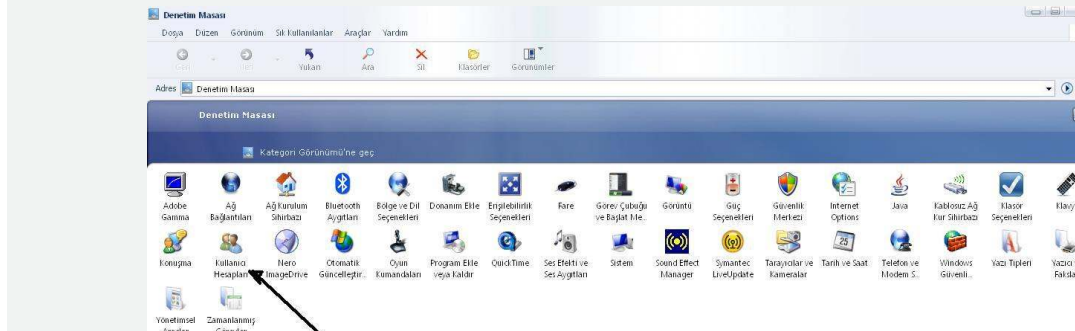 Denetim Masası
Dosya Düzen Görünüm Sık Kullanılanlar Araçlar Yardım
Yukarı Ara Sil Klasörler Görünümler
Adres Denetim Masası
Denetim Masası
Kategori Görünümü'ne geç
Adobe Ağ Ağ Kurulum Bluetooth Bölge ve Dil Donanım Ekle Erişilebilirlik Fare Görev Çubuğu Görüntü Güç Güvenlik Internet Java Kablosuz Ağ Klasör Klavy
Gamma Bağlantıları Sihirbazı Aygıtları Seçenekleri Seçenekleri ve Başlat Me... Seçenekleri Merkezi Options Kur Sihirbazı Seçenekleri
Konuşma Kullanıcı Nero Otomatik Oyun Program Ekle QuickTime Ses Efekti ve Sistem Sound Effect Symantec Tarayıcılar ve Tarih ve Saat Telefon ve Windows Yazı Tipleri Yazıcı
Hesapları ImageDrive Güncelleştir... Kumandaları veya Kaldır Ses Aygıtları Manager LiveUpdate Kameralar Modem S... Güvenli... Faksla
Yönetimsel Zamanlanmış